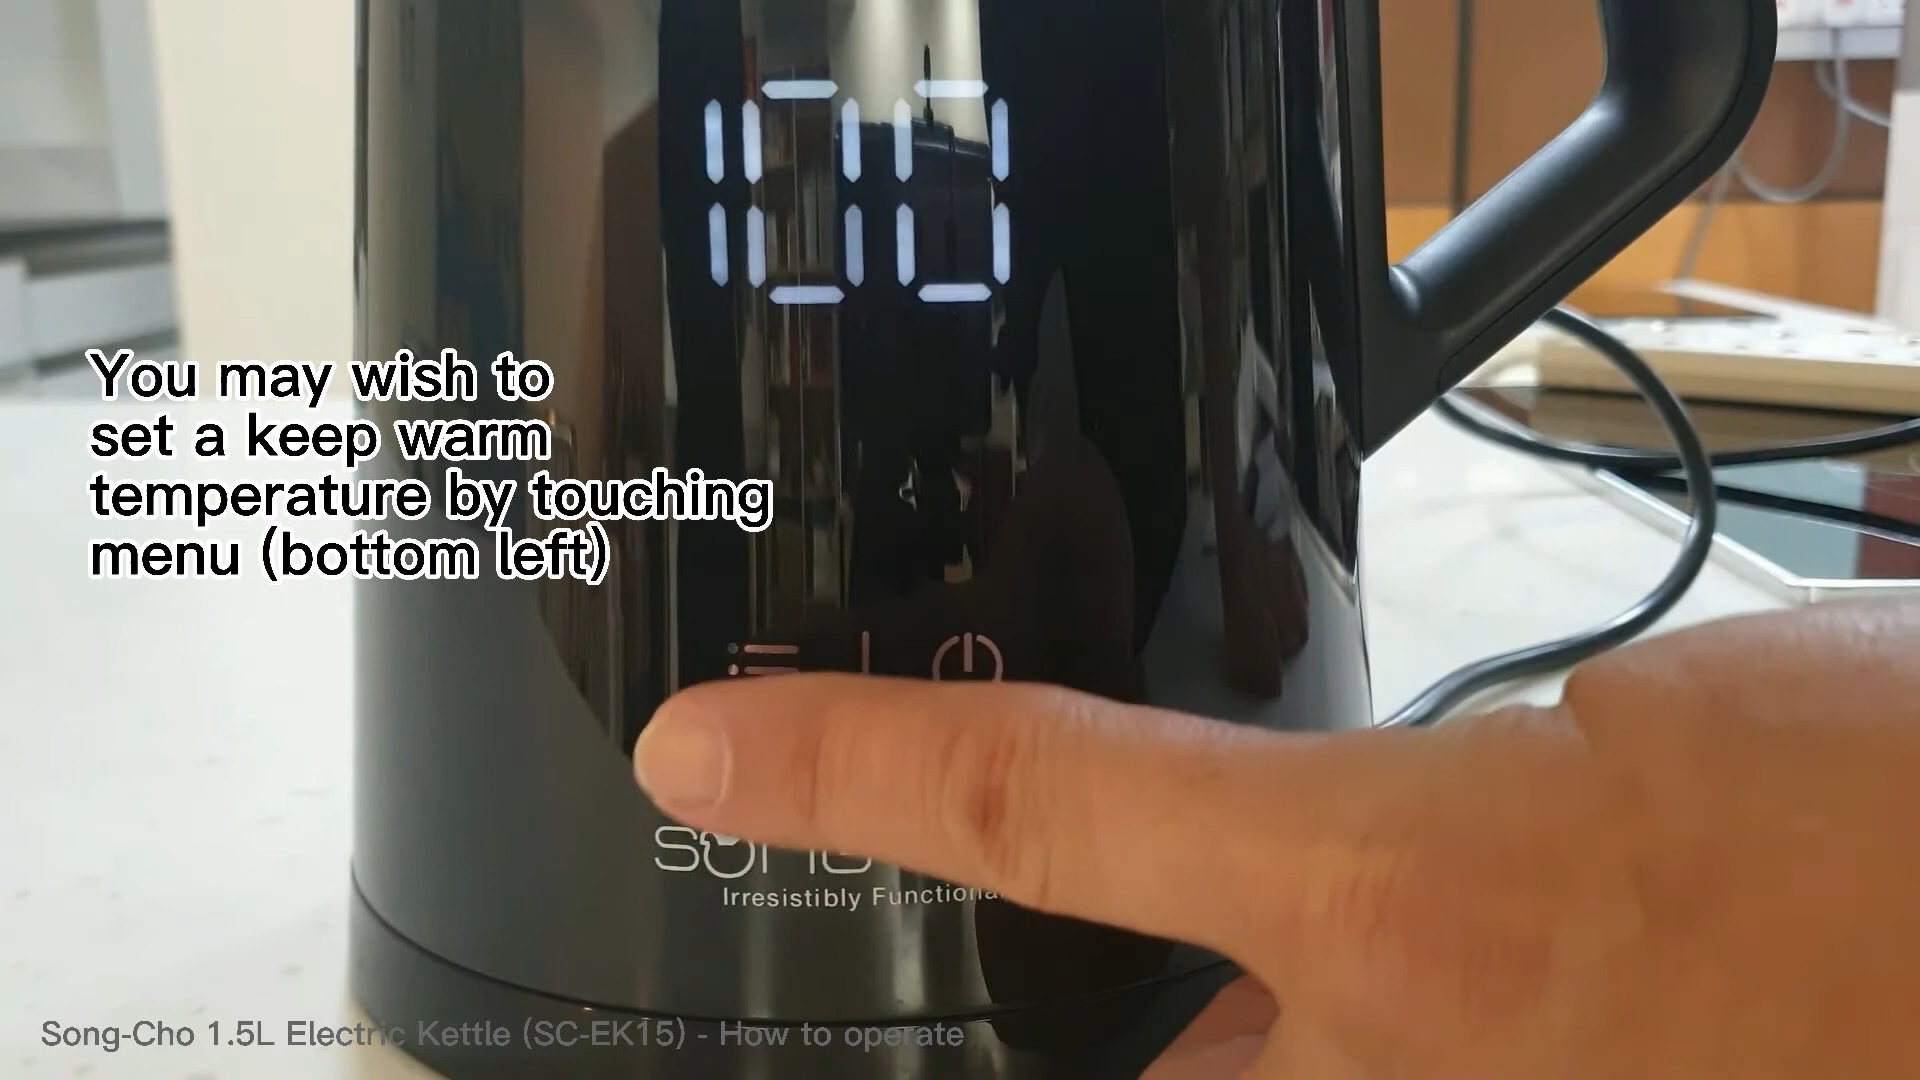 100
You may wish to
set a keep warm
temperature by touching
menu (bottom left)
Irresistibly
Song-Cho 1.5L Electric Kettle (SC-EK15) - How to operate